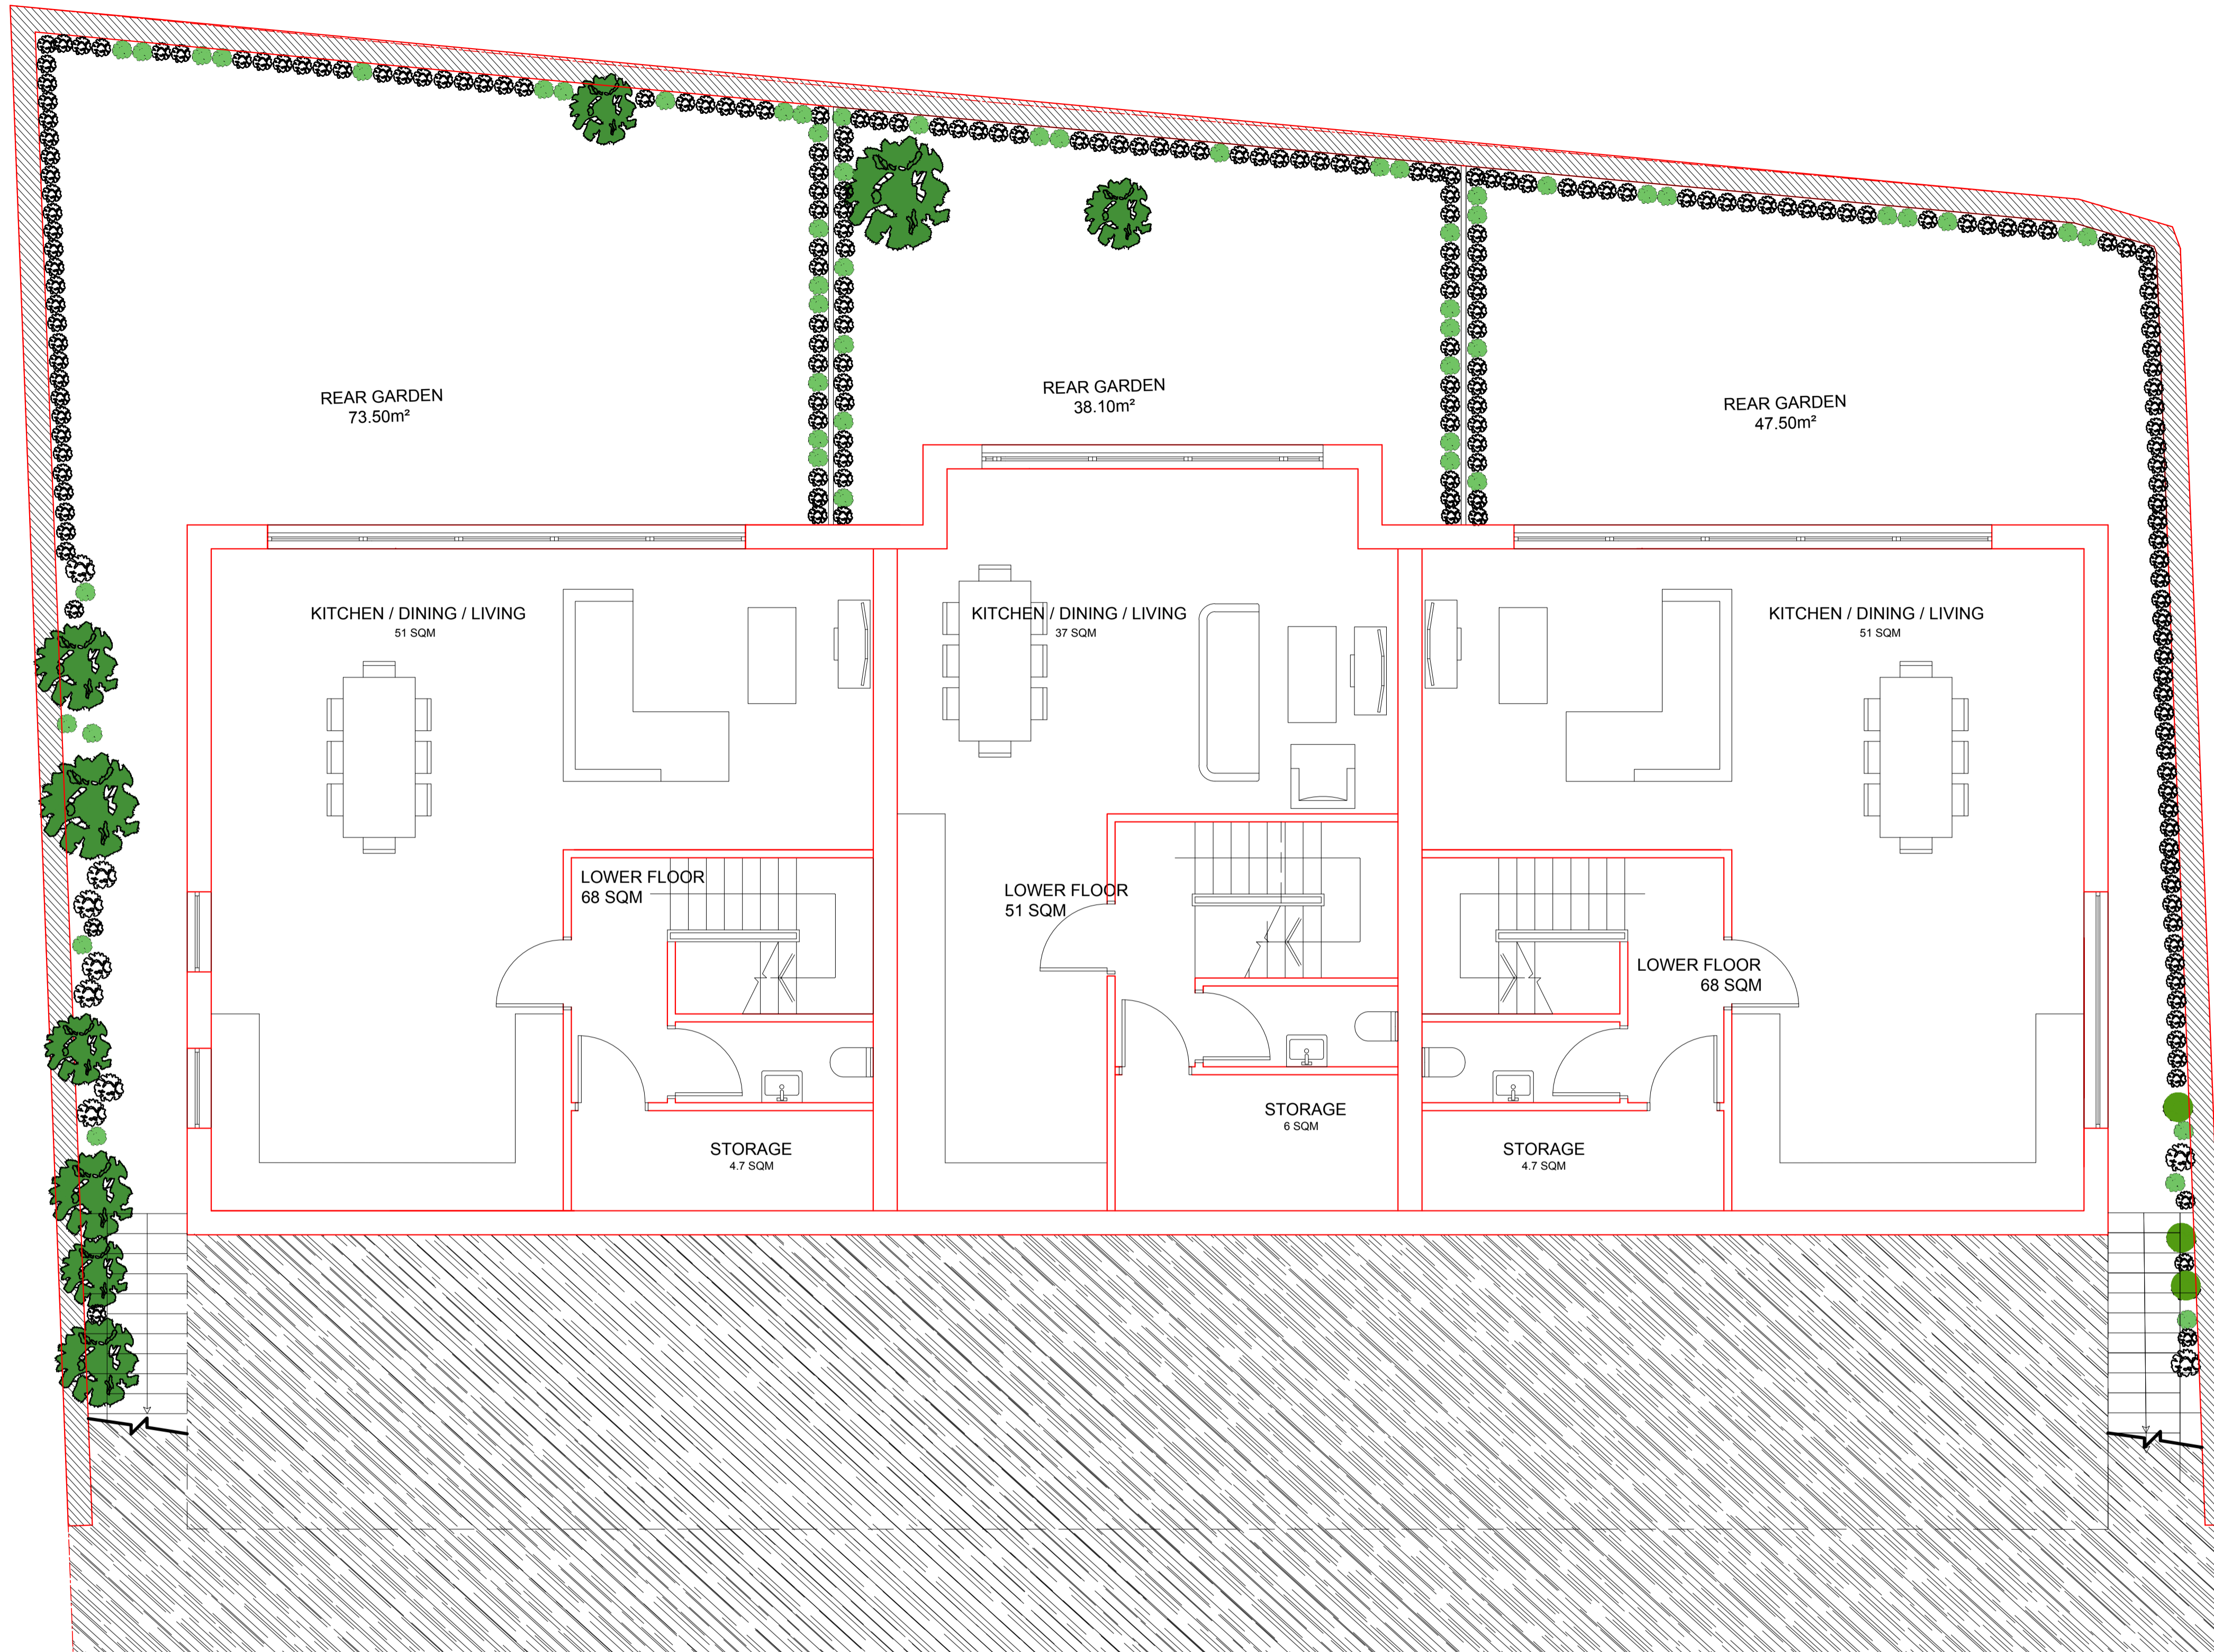 REAR GARDEN
73.50m²
REAR GARDEN
38.10m²
REAR GARDEN
47.50m²
KITCHEN / DINING / LIVING
51 SQM
KITCHEN / DINING / LIVING
37 SQM
KITCHEN / DINING / LIVING
51 SQM
LOWER FLOOR
68 SQM
LOWER FLOOR
51 SQM
LOWER FLOOR
68 SQM
STORAGE
4.7 SQM
STORAGE
6 SQM
STORAGE
4.7 SQM